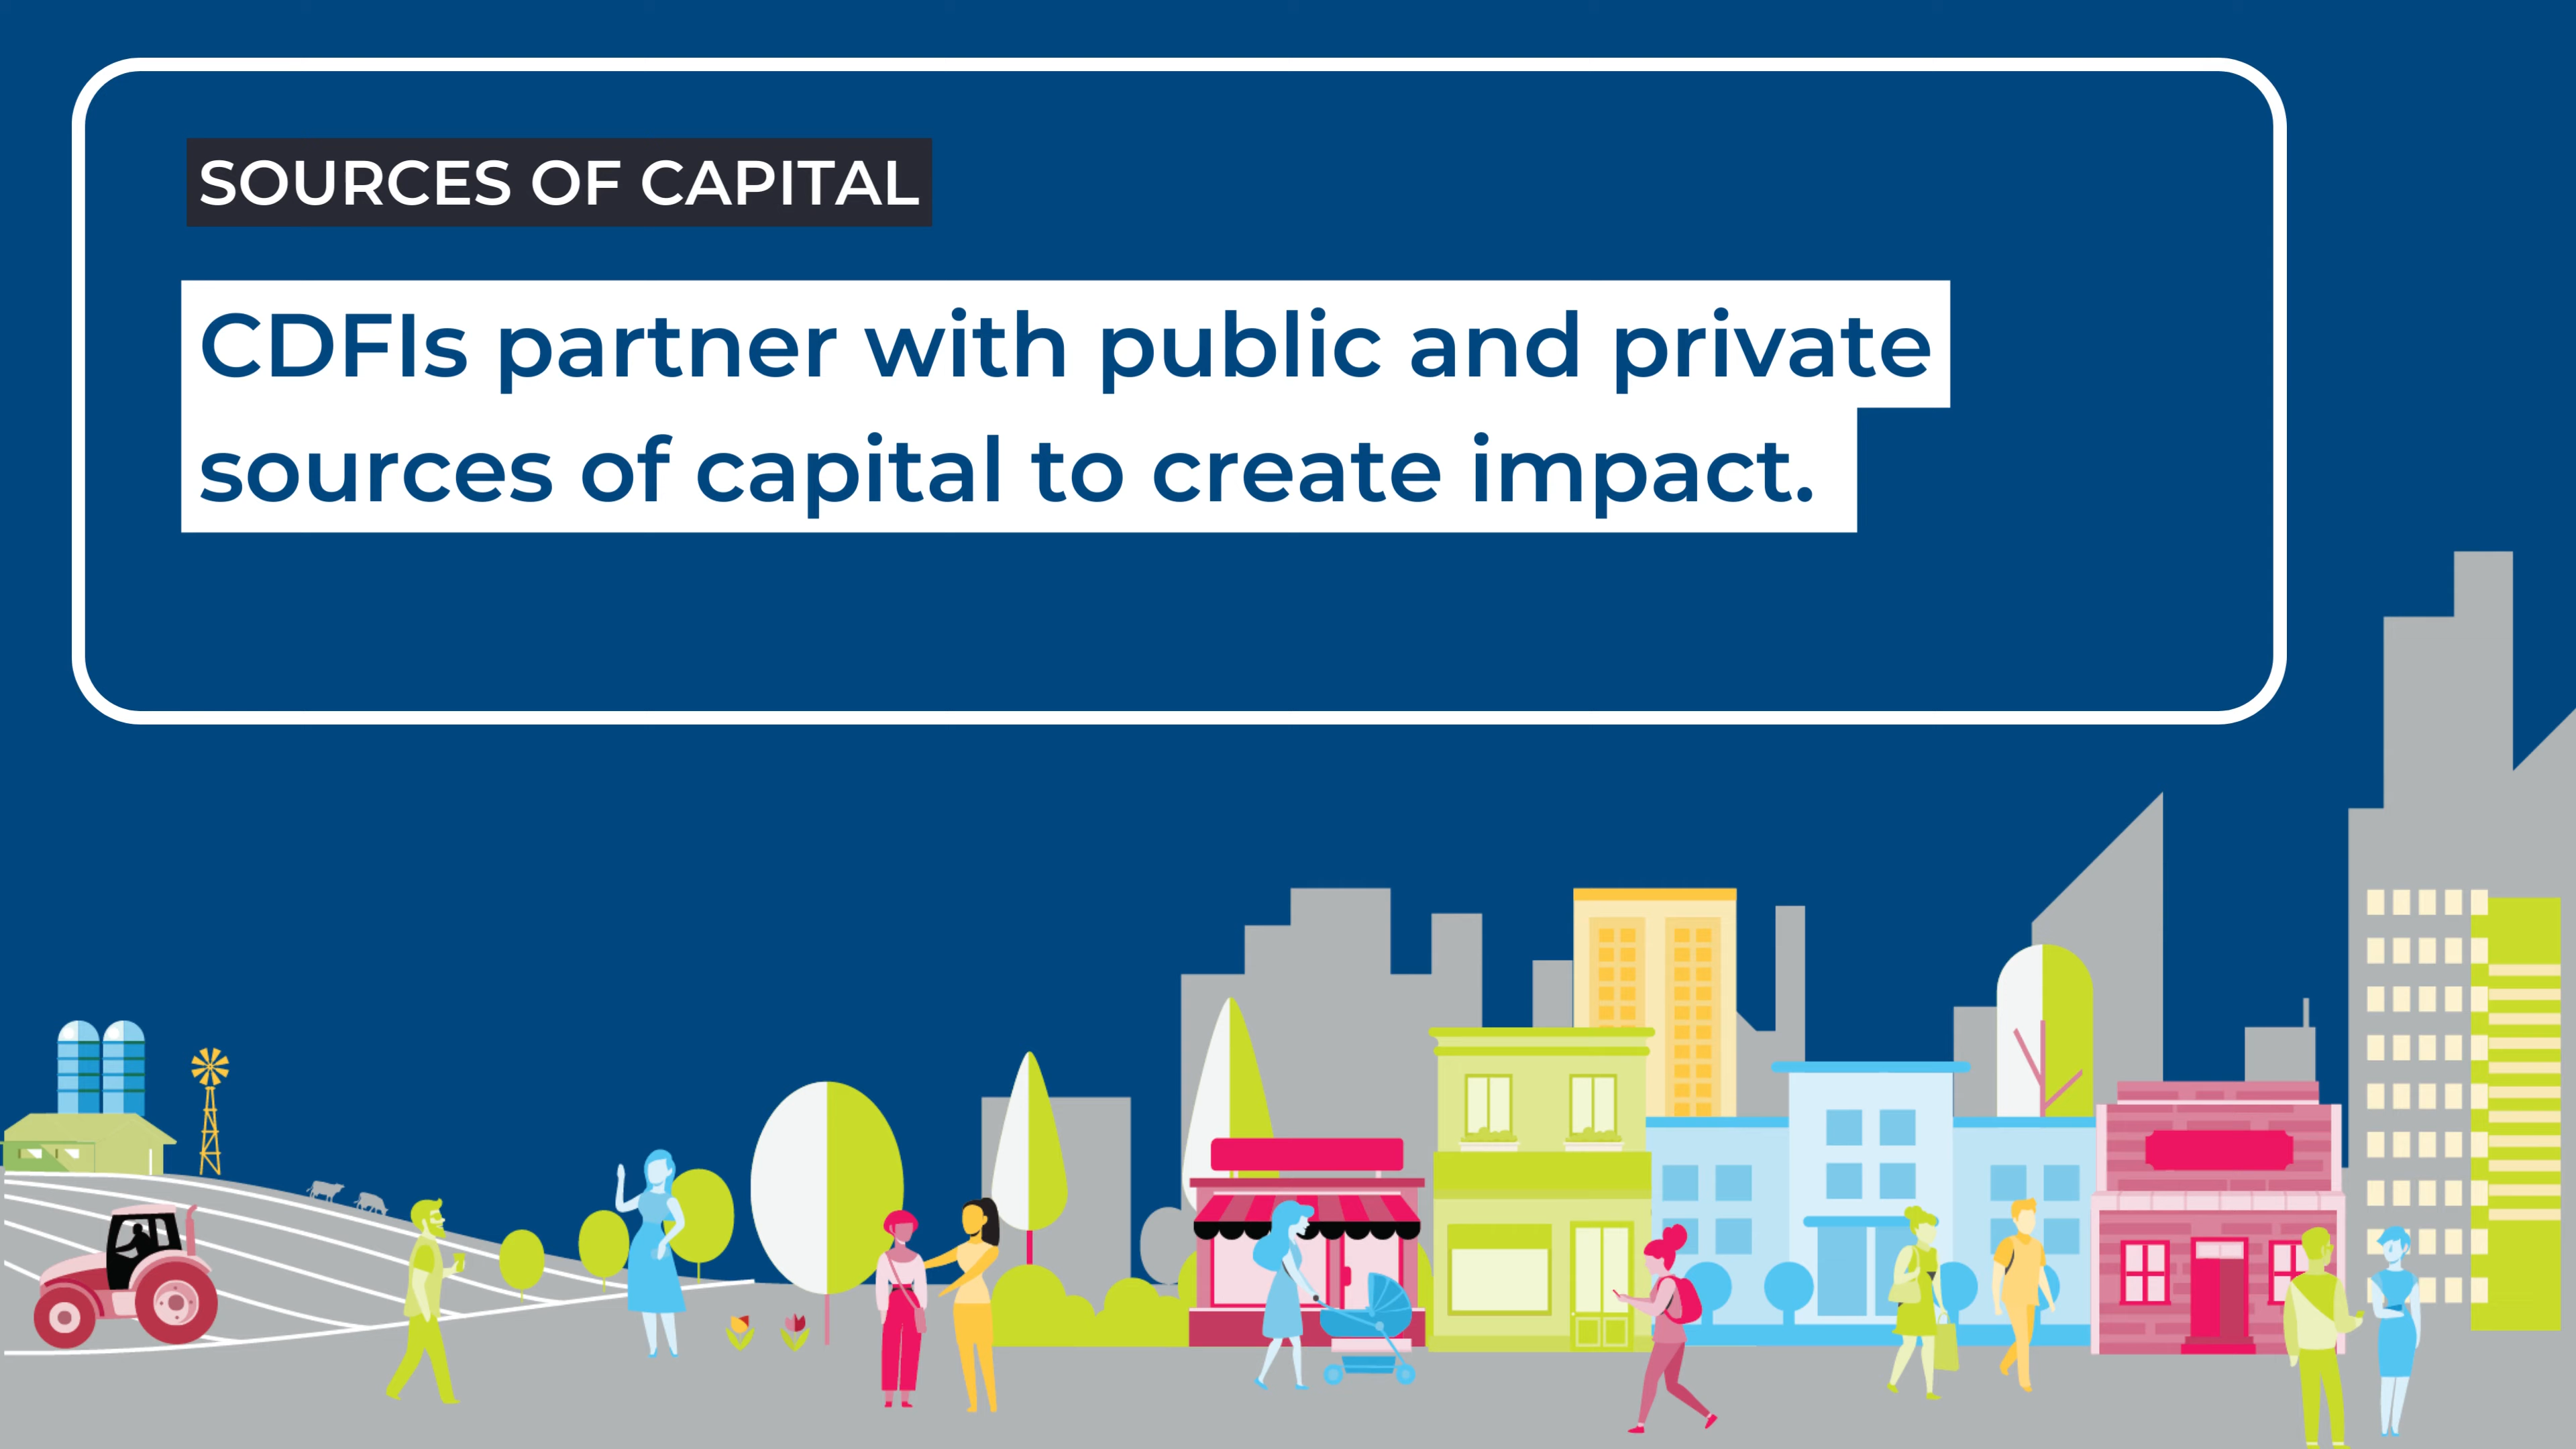 SOURCES OF CAPITAL
CDFIs partner with public and private
sources of capital to create impact.